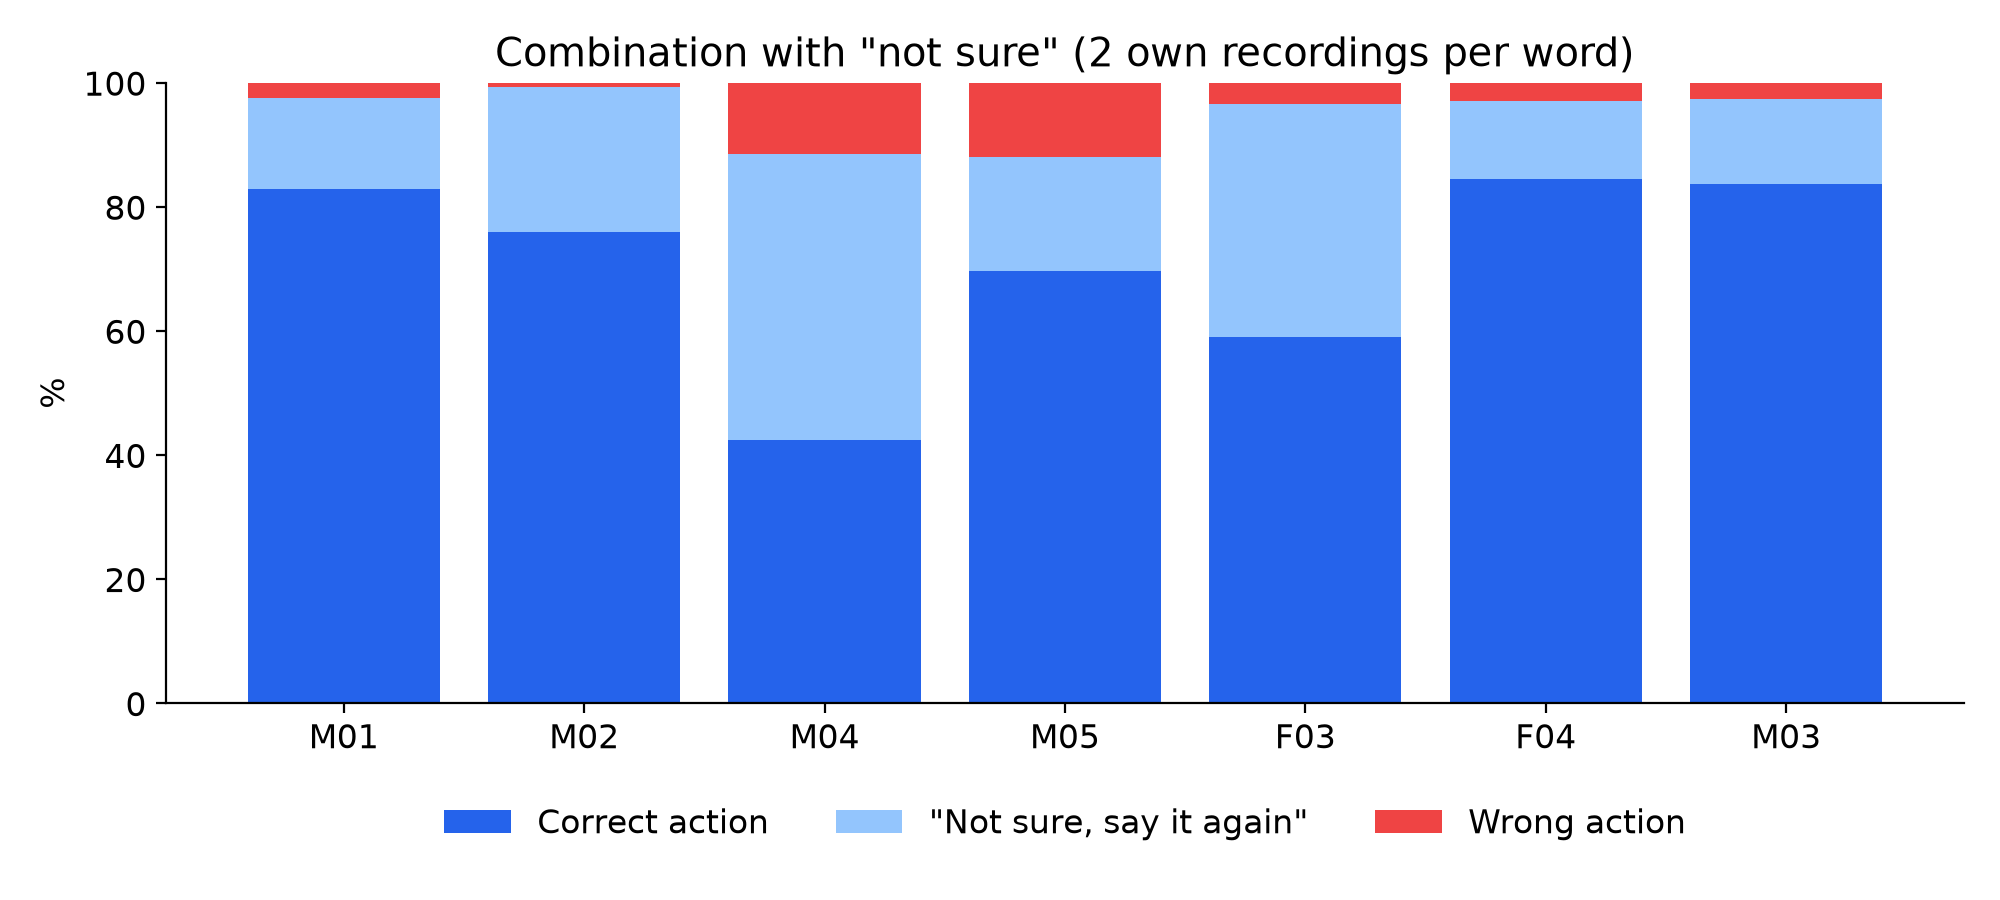 Combination with "not sure" (2 own recordings per word)
100
80
60
40
20
0
%
M01 M02 M04 M05 F03 F04 M03
Correct action "Not sure, say it again" Wrong action